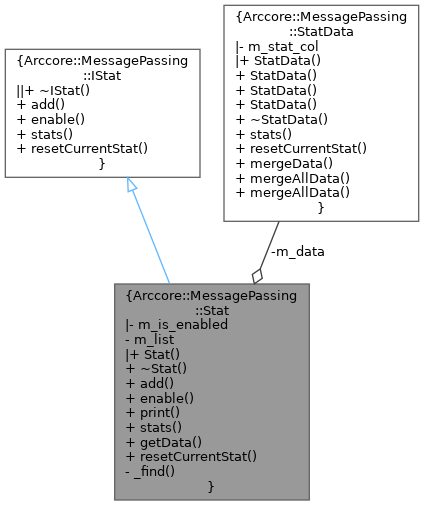 {Arccore::MessagePassing
::IStat
||+ ~IStat()
+ add()
+ enable()
+ stats()
+ resetCurrentStat()
}
{Arccore::MessagePassing
::StatData
|- m_stat_col
|+ StatData()
+ StatData()
+ StatData()
+ StatData()
+ ~StatData()
+ stats()
+ resetCurrentStat()
+ mergeData()
+ mergeAllData()
+ mergeAllData()
}
-m_data
{Arccore::MessagePassing
::Stat
|- m_is_enabled
- m_list
|+ Stat()
+ ~Stat()
+ add()
+ enable()
+ print()
+ stats()
+ getData()
+ resetCurrentStat()
- _find()
}